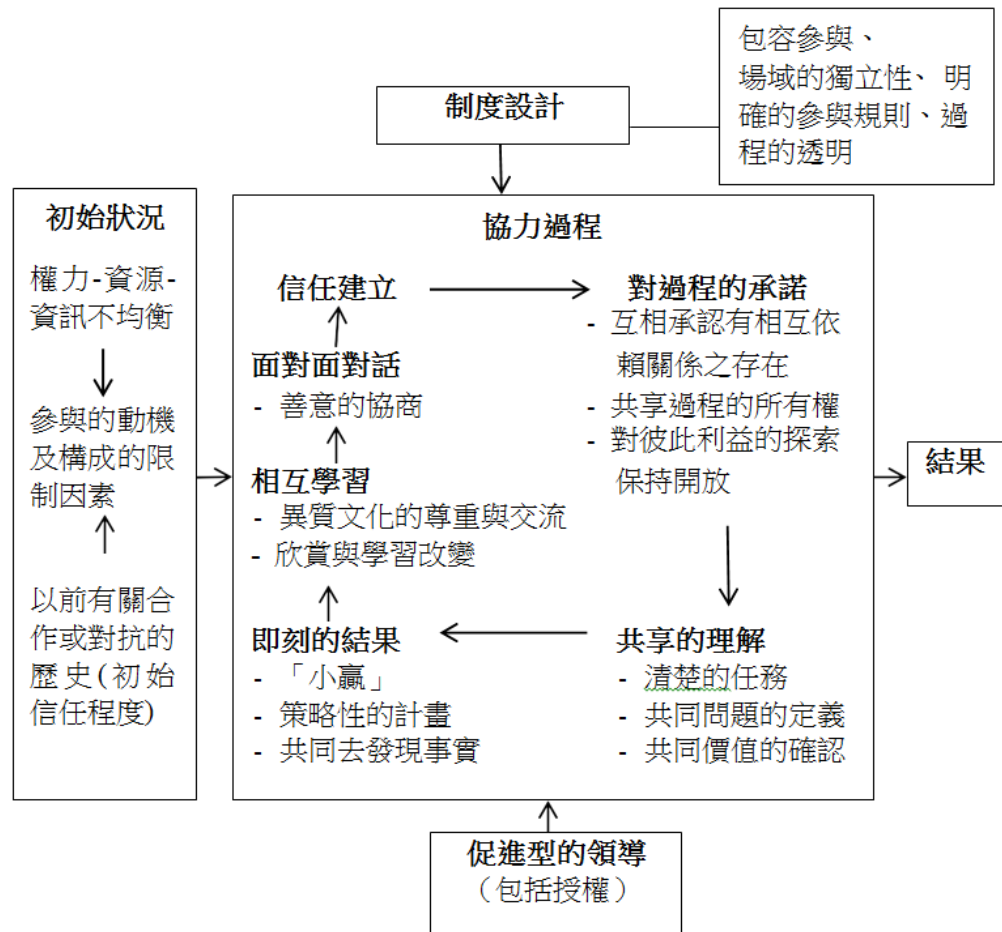 包容參與、
場域的獨立性、 明
確的參與規則、過
程的透明
制度設計
初始狀況
權力-資源-
資訊不均衡
參與的動機
及構成的限
制因素
以前有關合
作或對抗的
歷史(初始
信任程度)
協力過程
信任建立
對過程的承諾
- 互相承認有相互依
賴關係之存在
- 共享過程的所有權
- 對彼此利益的探索
保持開放
面對面對話
- 善意的協商
相互學習
- 異質文化的尊重與交流
- 欣賞與學習改變
即刻的結果
- 「小贏」
- 策略性的計畫
- 共同去發現事實
共享的理解
- 清楚的任務
- 共同問題的定義
- 共同價值的確認
結果
促進型的領導
（包括授權）